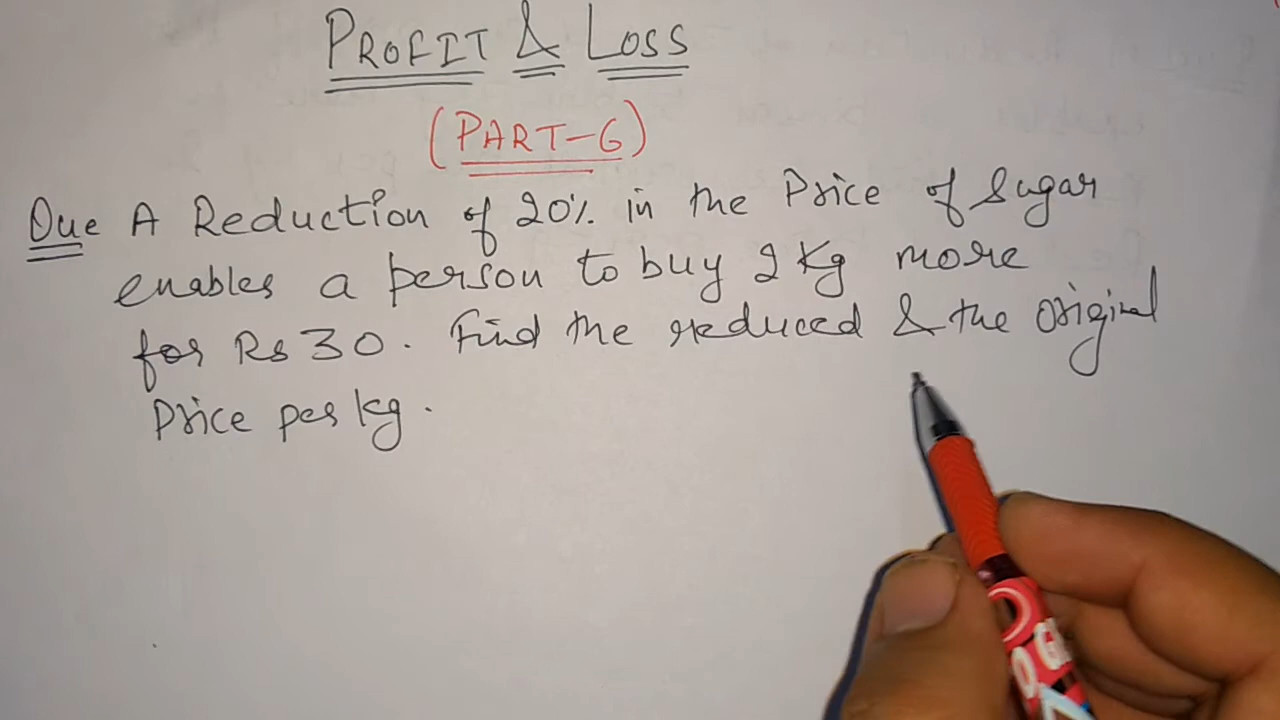 PROFIT & LOSS
(PART-6)
Que A Reduction of 20% in the Price of Sugar
enables a person to buy 2 Kg more
for Rs 30. Find the reduced & the original
Price per kg.